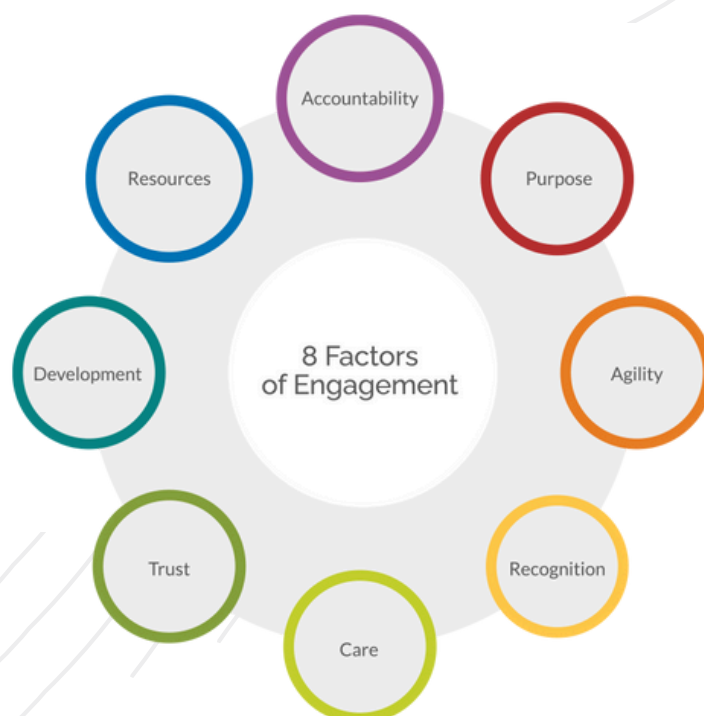 8 Factors
of Engagement
Accountability
Purpose
Agility
Recognition
Care
Trust
Development
Resources